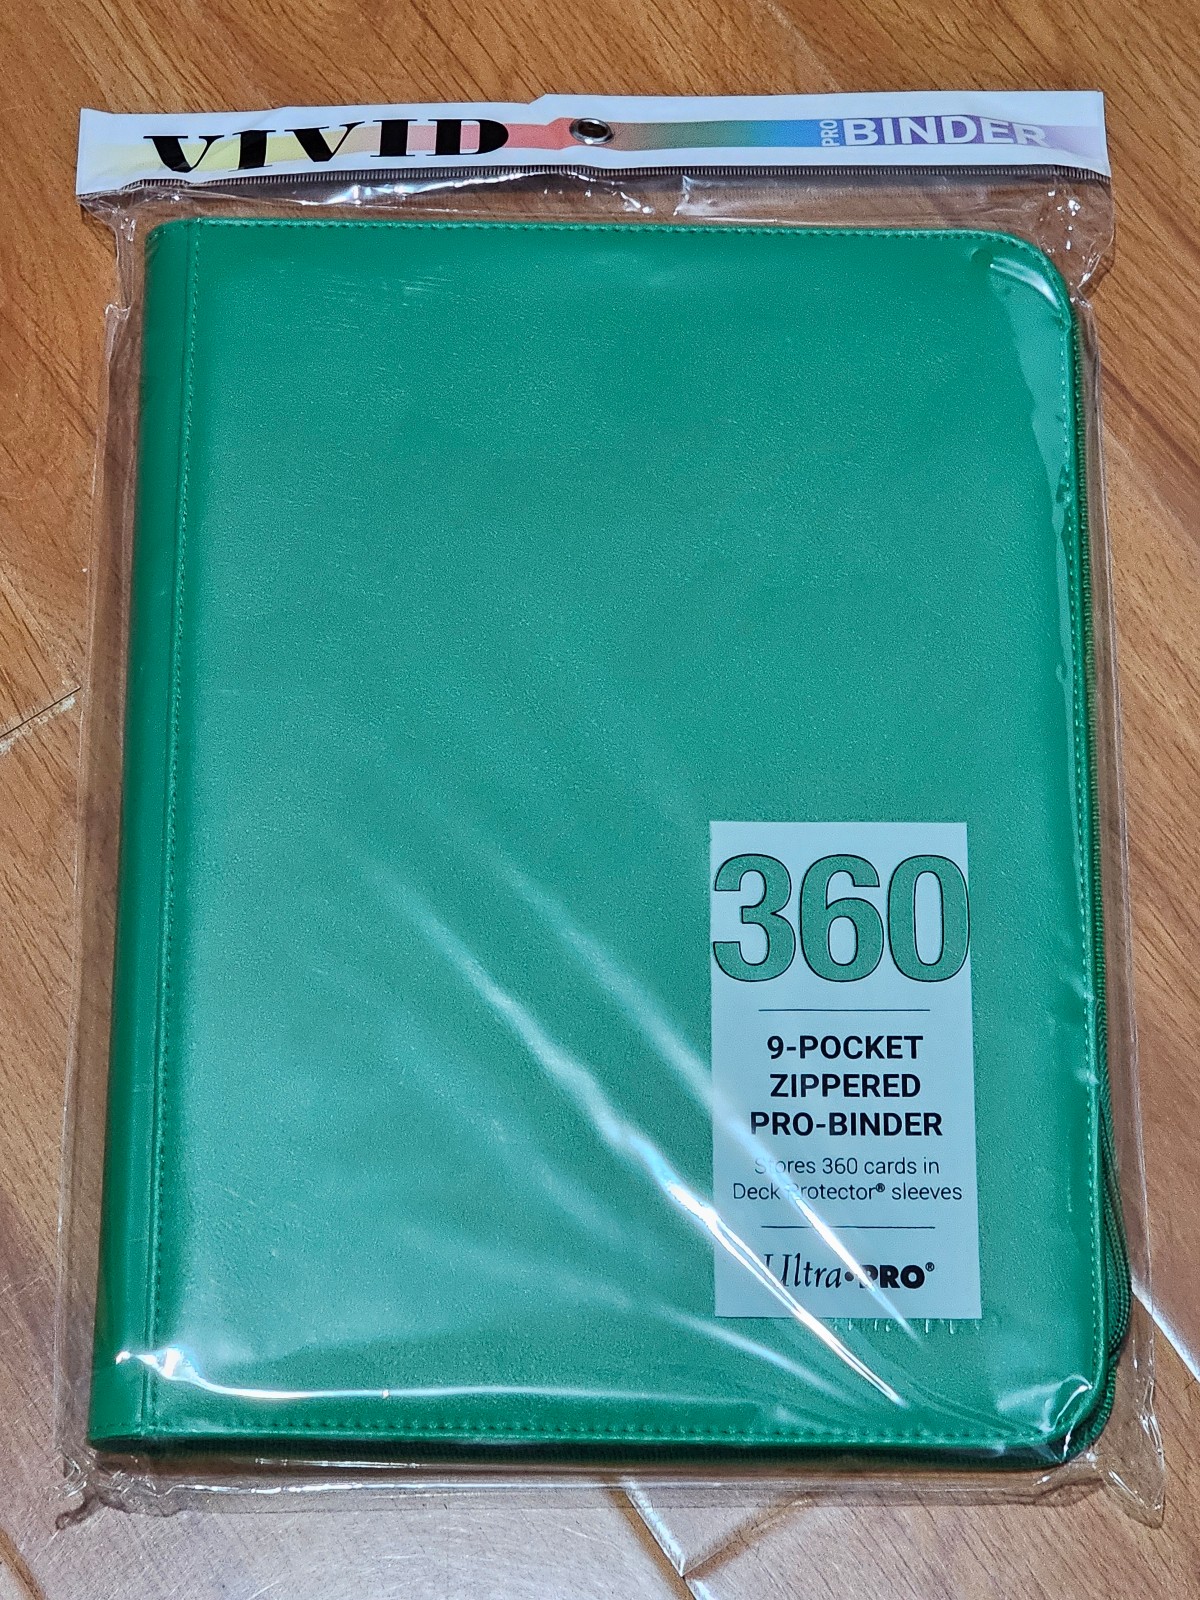 VIVID
PRO BINDER
360
9-POCKET
ZIPPERED
PRO-BINDER
Stores 360 cards in
Deck Protector® sleeves
Ultra•PRO®